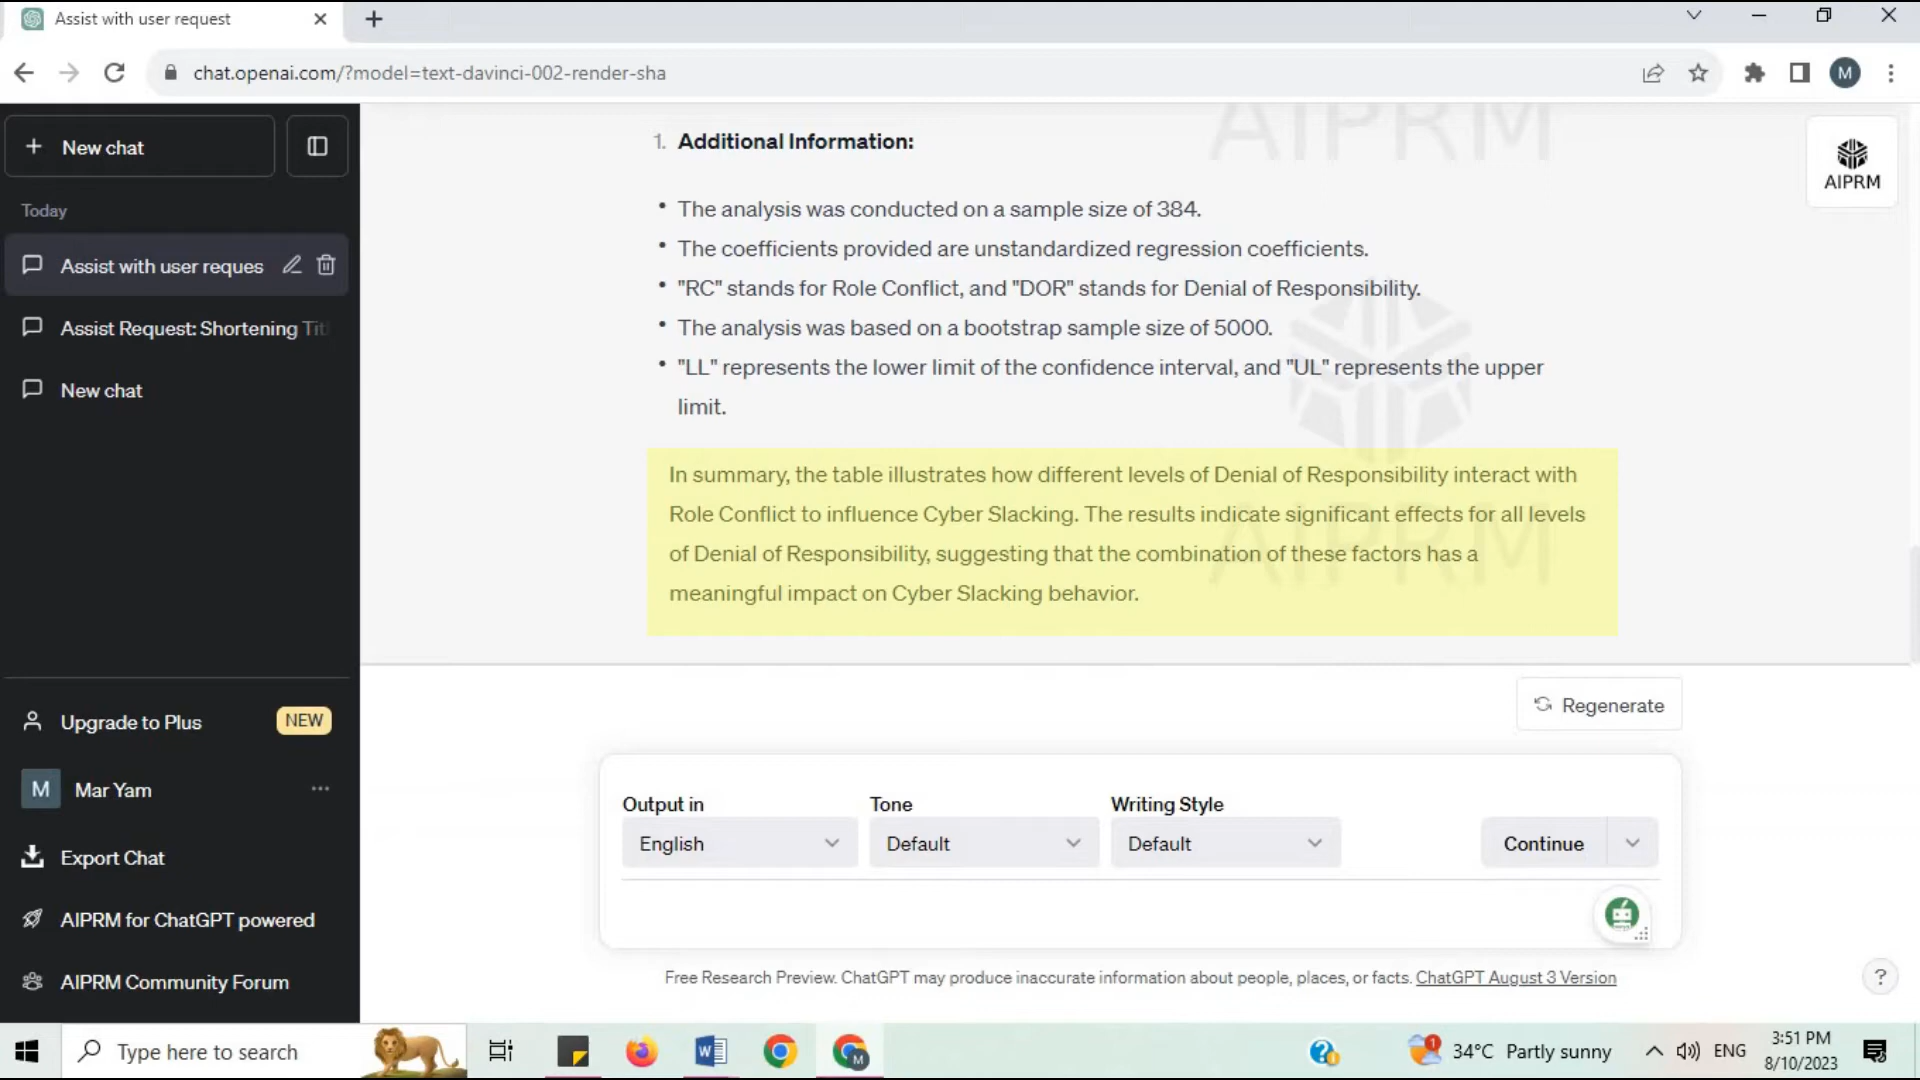 Assist with user request
chat.openai.com/?model=text-davinci-002-render-sha
M
New chat
Today
Assist with user reques
Assist Request: Shortening Tit
New chat
Upgrade to Plus
NEW
M
Mar Yam
Export Chat
AIPRM for ChatGPT powered
AIPRM Community Forum
AIPRM
AIPRM
1. Additional Information:
• The analysis was conducted on a sample size of 384.
• The coefficients provided are unstandardized regression coefficients.
• "RC" stands for Role Conflict, and "DOR" stands for Denial of Responsibility.
• The analysis was based on a bootstrap sample size of 5000.
• "LL" represents the lower limit of the confidence interval, and "UL" represents the upper
limit.
In summary, the table illustrates how different levels of Denial of Responsibility interact with
Role Conflict to influence Cyber Slacking. The results indicate significant effects for all levels
of Denial of Responsibility, suggesting that the combination of these factors has a
meaningful impact on Cyber Slacking behavior.
AIPRM
Regenerate
Output in
Tone
Writing Style
English
Default
Default
Continue
Free Research Preview. ChatGPT may produce inaccurate information about people, places, or facts. ChatGPT August 3 Version
?
Type here to search
M
1
34°C Partly sunny
ENG
3:51 PM
8/10/2023